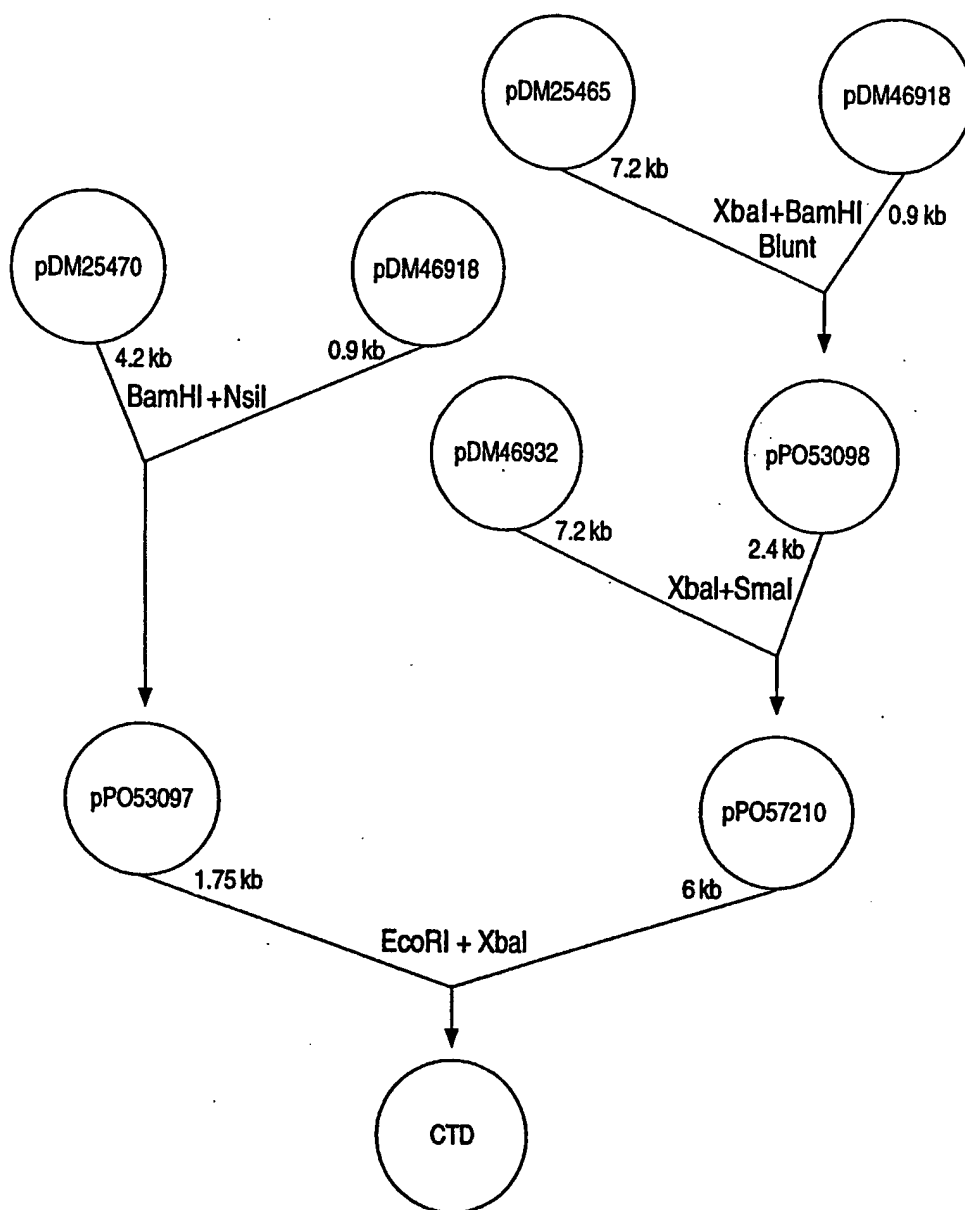 pDM25465
pDM46918
7.2 kb
XbaI+BamHI
Blunt
0.9 kb
pDM25470
pDM46918
4.2 kb
0.9 kb
BamHI+NsiI
pDM46932
pPO53098
7.2 kb
2.4 kb
XbaI+SmaI
pPO53097
pPO57210
1.75 kb
6 kb
EcoRI + XbaI
CTD